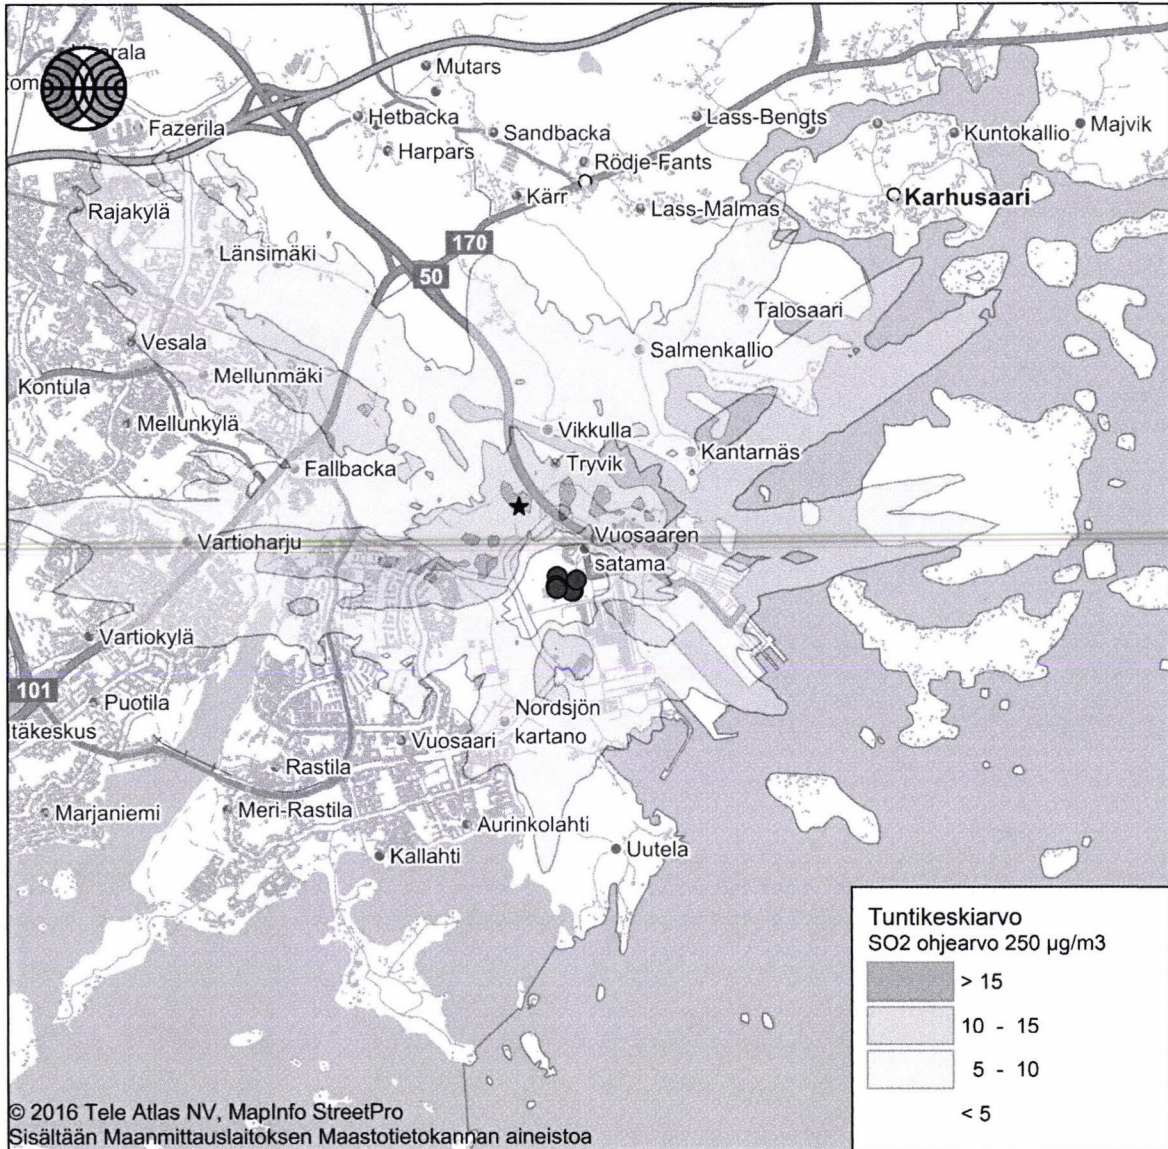 Mutars
Fazerila
Hetbacka
Sandbacka
Lass-Bengts
Kuntokallio
Majvik
Harpars
Rödje-Fants
Rajakylä
Kärr
Lass-Malmas
Karhusaari
Länsimäki
170
50
Talosaari
Vesala
Salmenkallio
Kontula
Mellunmäki
Mellunkylä
Vikkulla
Fallbacka
Tryvik
Kantarnäs
Vartioharju
Vuosaaren
satama
Vartiokylä
101
Puotila
täkeskus
Nordsjön
kartano
Vuosaari
Rastila
Marjaniemi
Meri-Rastila
Aurinkolahti
Kallahti
Uutela
Tuntikeskiarvo
SO2 ohjearvo 250 µg/m3
> 15
10 - 15
5 - 10
< 5
© 2016 Tele Atlas NV, MapInfo StreetPro
Sisältään Maanmittauslaitoksen Maastotietokannan aineistoa